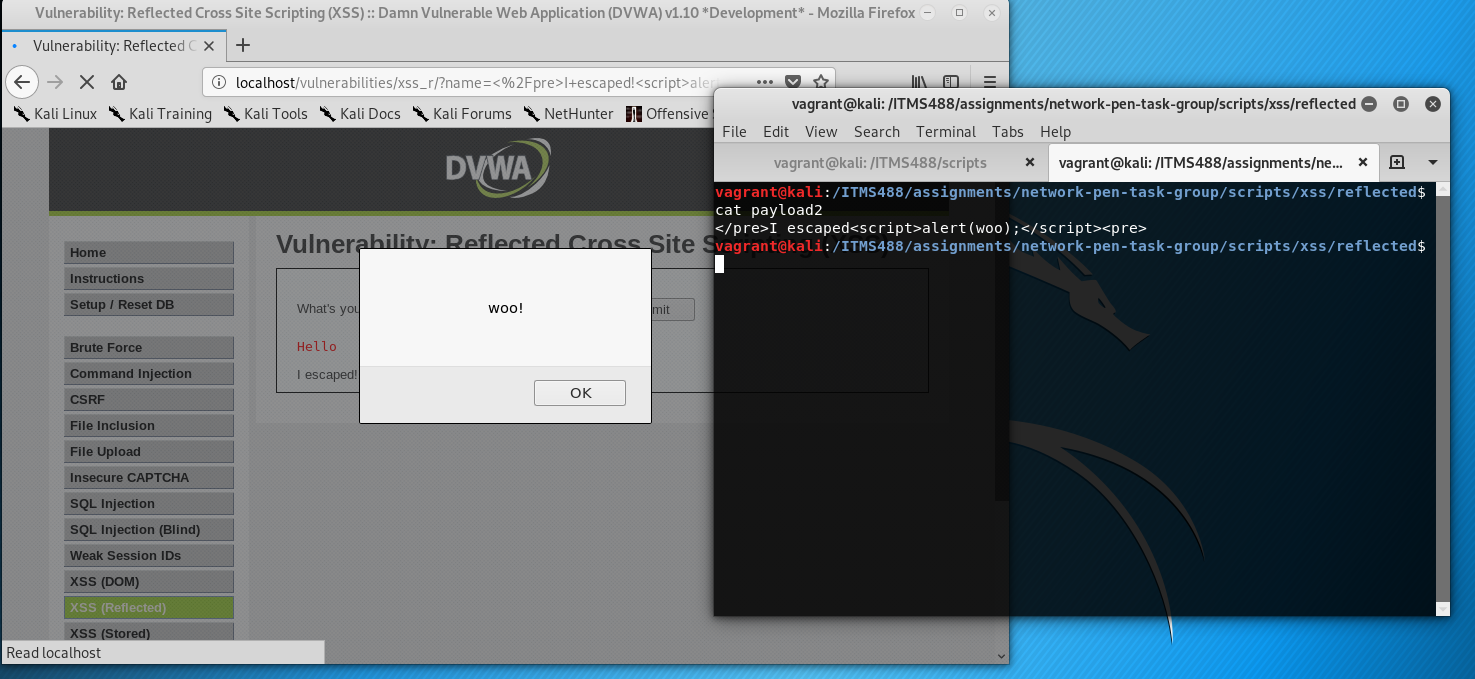 Vulnerability: Reflected Cross Site Scripting (XSS) :: Damn Vulnerable Web Application (DVWA) v1.10 *Development* - Mozilla Firefox
Vulnerability: Reflected C
localhost/vulnerabilities/xss_r/?name=<%2Fpre>I+escaped!<script>aler
Kali Linux Kali Training Kali Tools Kali Docs Kali Forums NetHunter Offensive
DVWA
Home
Instructions
Setup / Reset DB
Brute Force
Command Injection
CSRF
File Inclusion
File Upload
Insecure CAPTCHA
SQL Injection
SQL Injection (Blind)
Weak Session IDs
XSS (DOM)
XSS (Reflected)
XSS (Stored)
Vulnerability: Reflected Cross Site Scripting (XSS)
What's you
mit
Hello
I escaped!
woo!
OK
Read localhost
vagrant@kali: /ITMS488/assignments/network-pen-task-group/scripts/xss/reflected
File Edit View Search Terminal Tabs Help
vagrant@kali: /ITMS488/scripts
vagrant@kali: /ITMS488/assignments/ne...
vagrant@kali:/ITMS488/assignments/network-pen-task-group/scripts/xss/reflected$
cat payload2
</pre>I escaped<script>alert(woo);</script><pre>
vagrant@kali:/ITMS488/assignments/network-pen-task-group/scripts/xss/reflected$